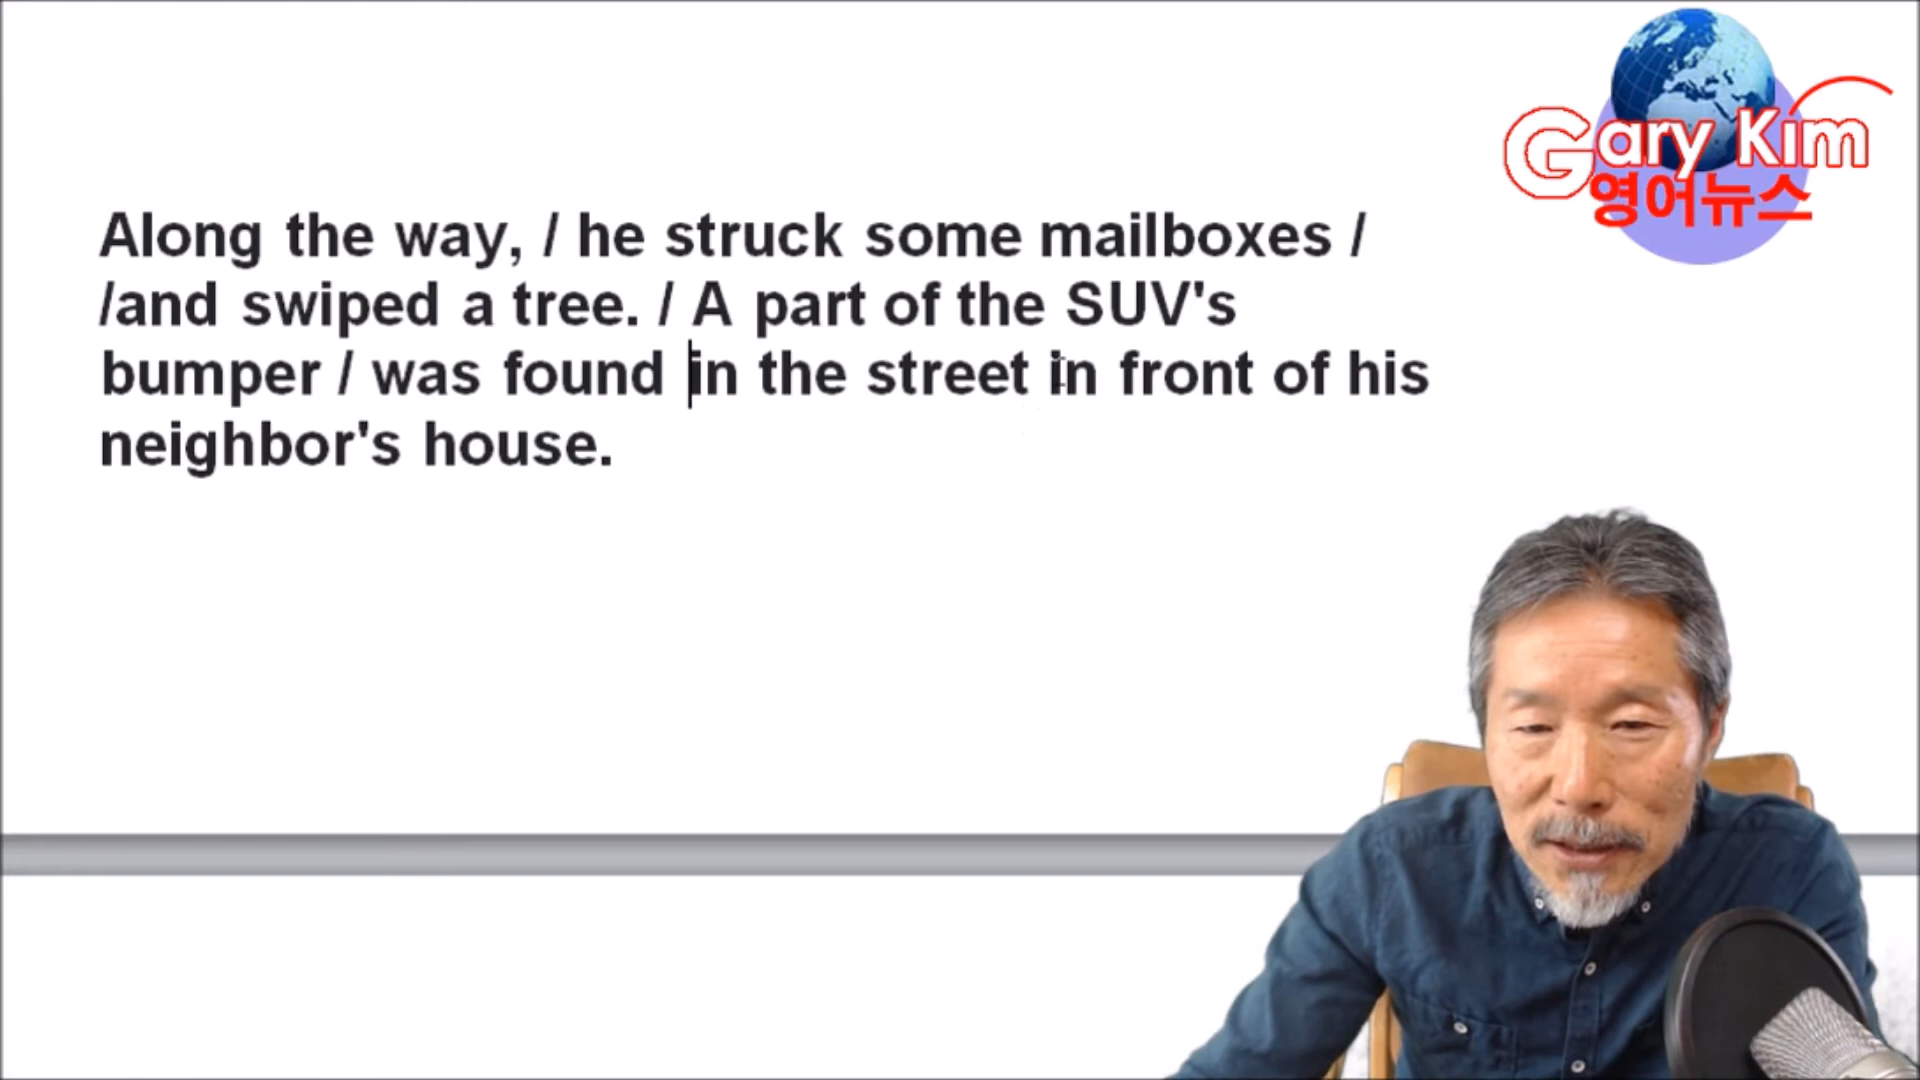 Gary Kim
영어뉴스
Along the way, / he struck some mailboxes /
/and swiped a tree. / A part of the SUV's
bumper / was found in the street in front of his
neighbor's house.